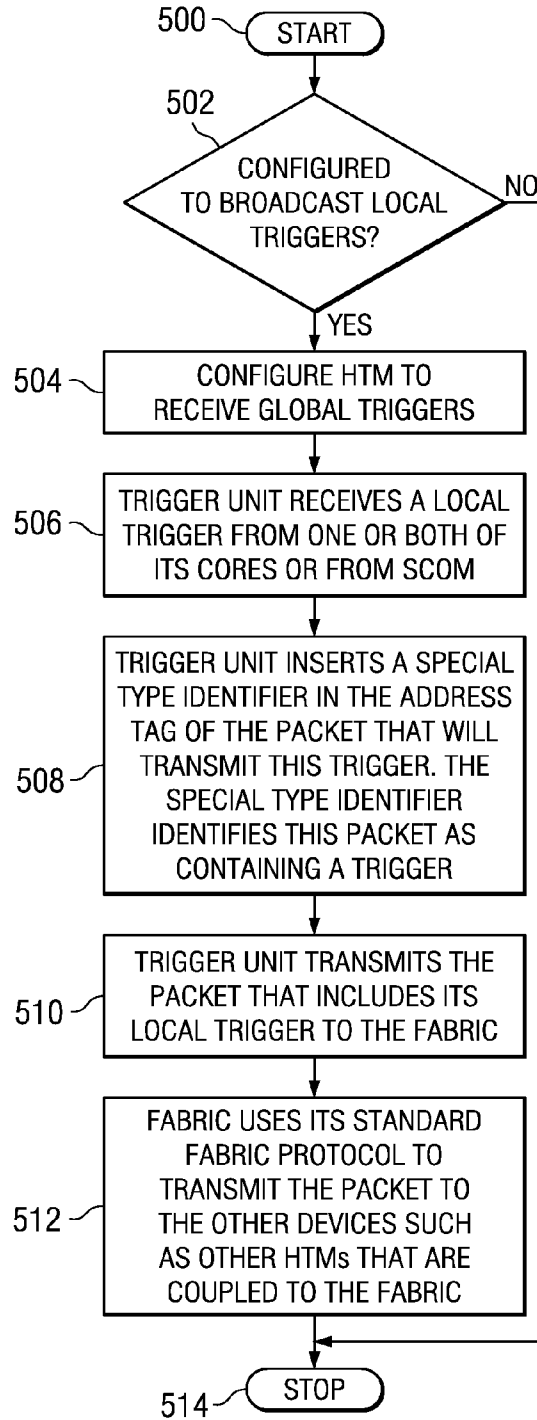 500
START
502
CONFIGURED
TO BROADCAST LOCAL
TRIGGERS?
NO
YES
504
CONFIGURE HTM TO
RECEIVE GLOBAL TRIGGERS
506
TRIGGER UNIT RECEIVES A LOCAL
TRIGGER FROM ONE OR BOTH OF
ITS CORES OR FROM SCOM
508
TRIGGER UNIT INSERTS A SPECIAL
TYPE IDENTIFIER IN THE ADDRESS
TAG OF THE PACKET THAT WILL
TRANSMIT THIS TRIGGER. THE
SPECIAL TYPE IDENTIFIER
IDENTIFIES THIS PACKET AS
CONTAINING A TRIGGER
510
TRIGGER UNIT TRANSMITS THE
PACKET THAT INCLUDES ITS
LOCAL TRIGGER TO THE FABRIC
512
FABRIC USES ITS STANDARD
FABRIC PROTOCOL TO
TRANSMIT THE PACKET TO
THE OTHER DEVICES SUCH
AS OTHER HTMs THAT ARE
COUPLED TO THE FABRIC
514
STOP